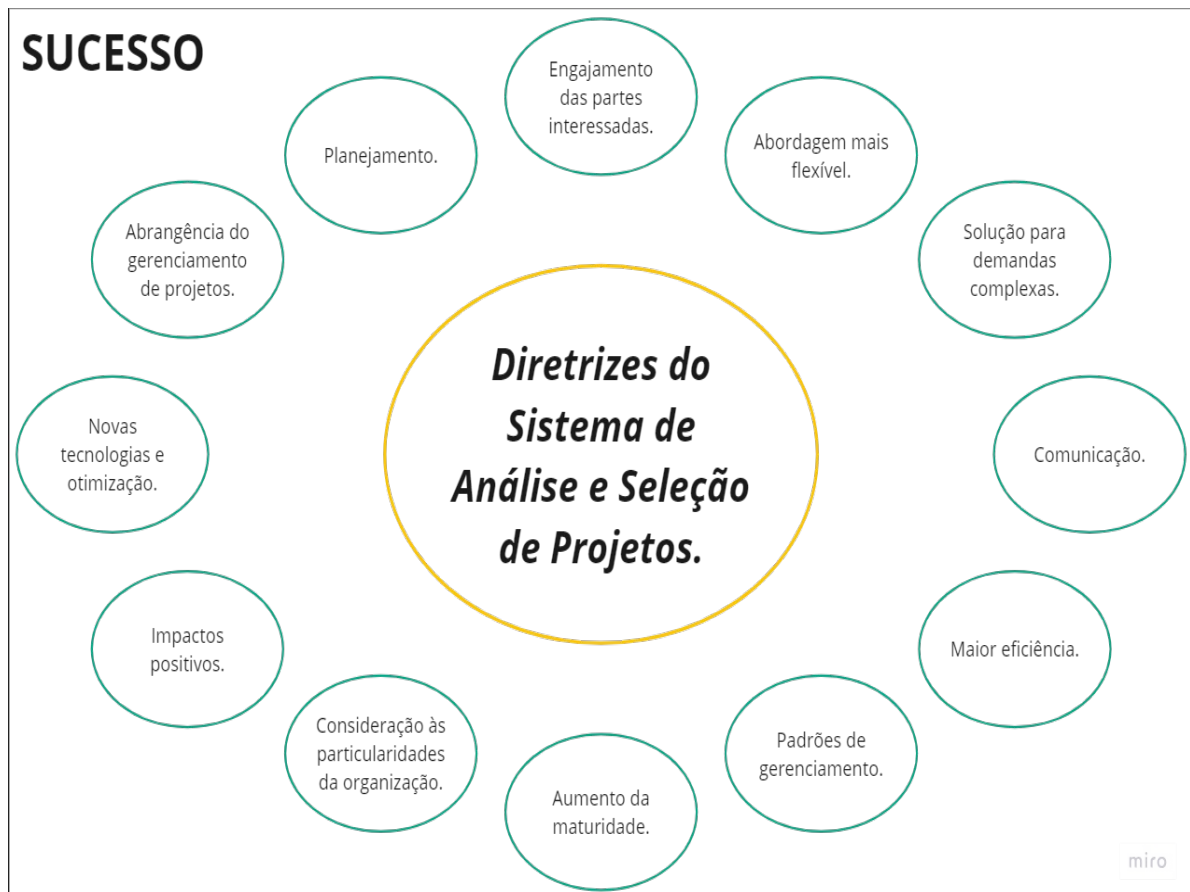 SUCESSO
Engajamento
das partes
interessadas.
Abordagem mais
flexível.
Solução para
demandas
complexas.
Comunicação.
Maior eficiência.
Padrões de
gerenciamento.
Aumento da
maturidade.
Consideração às
particularidades
da organização.
Impactos
positivos.
Novas
tecnologias e
otimização.
Abrangência do
gerenciamento
de projetos.
Planejamento.
Diretrizes do
Sistema de
Análise e Seleção
de Projetos.
miro